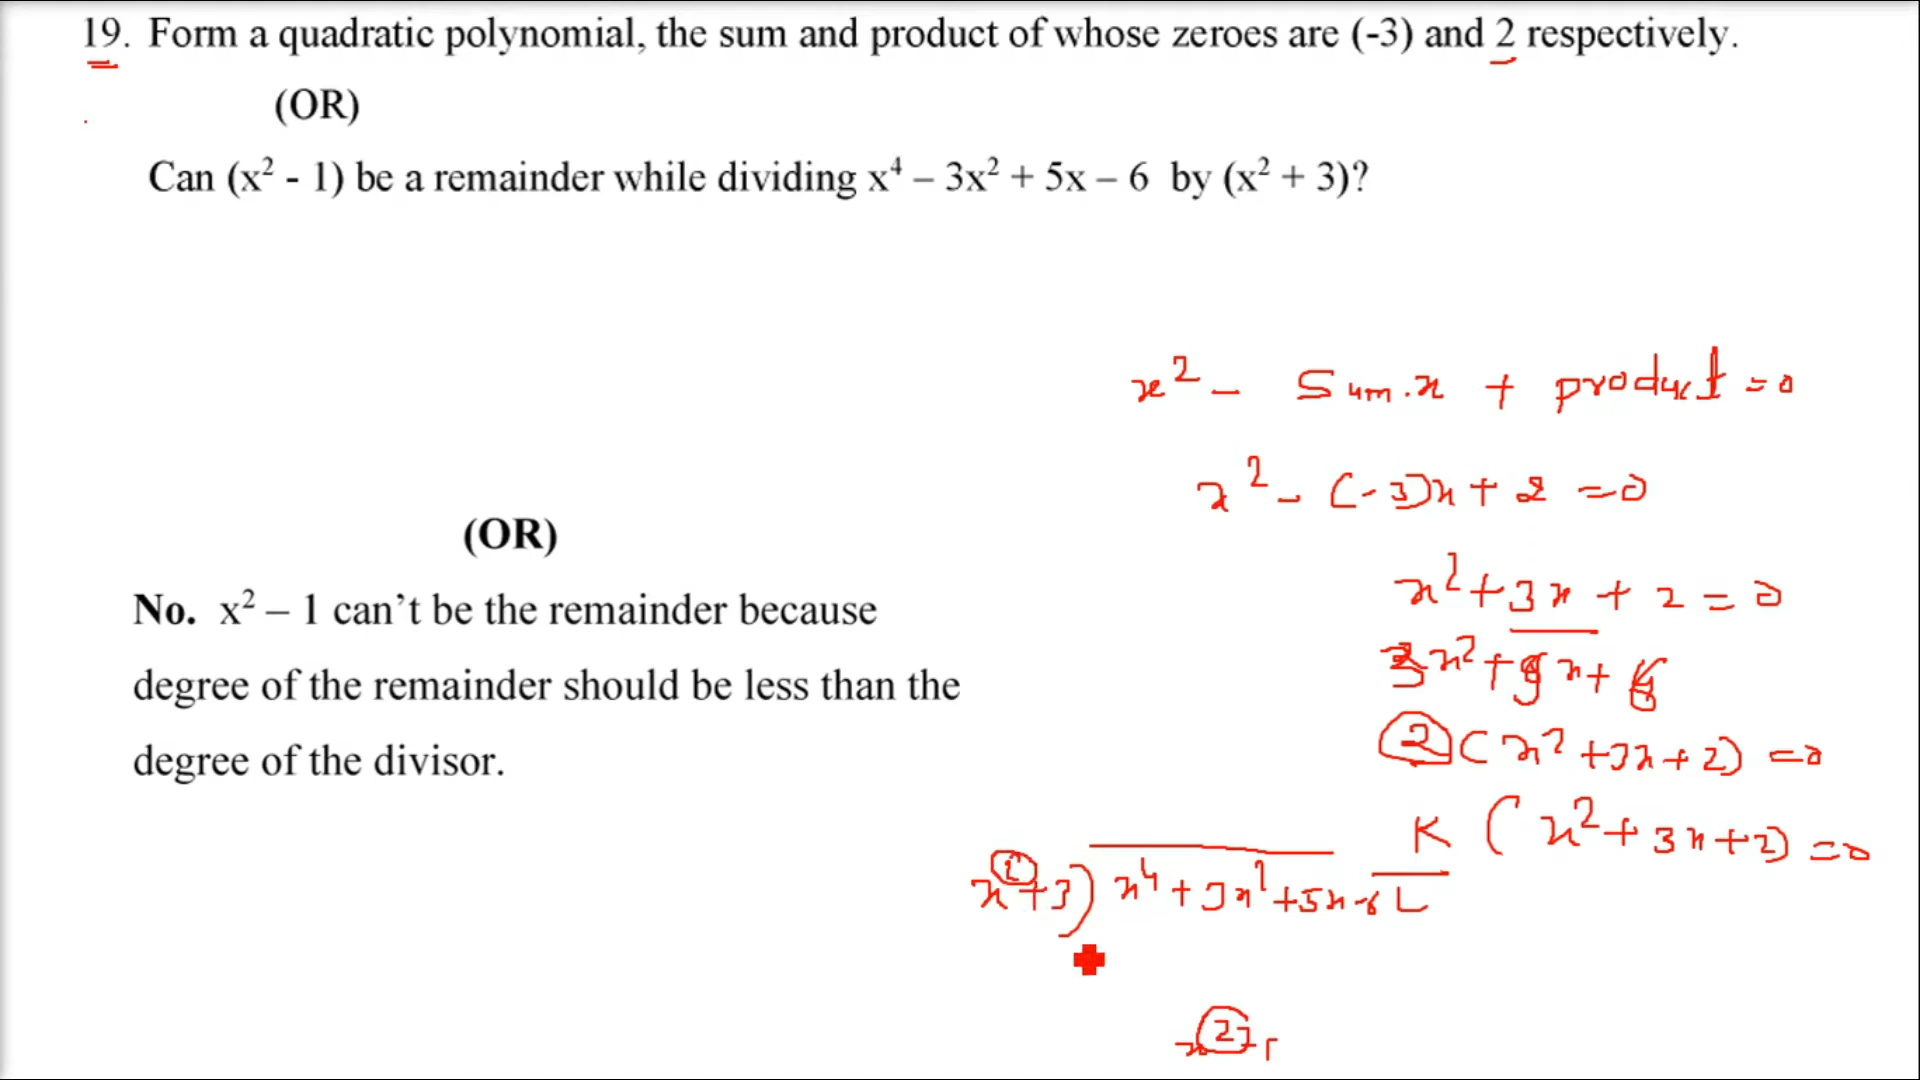 19. Form a quadratic polynomial, the sum and product of whose zeroes are (-3) and 2 respectively.
(OR)
Can (x² - 1) be a remainder while dividing x⁴ – 3x² + 5x – 6 by (x² + 3)?
x² - Sum.x + product = 0
x² - (-3)x + 2 = 0
(OR)
x² + 3x + 2 = 0
No. x² – 1 can't be the remainder because
degree of the remainder should be less than the
degree of the divisor.
2 (x² + 3x + 2) = 0
K (x² + 3x + 2) = 0
x² + 3) x⁴ + 3x² + 5x - 6